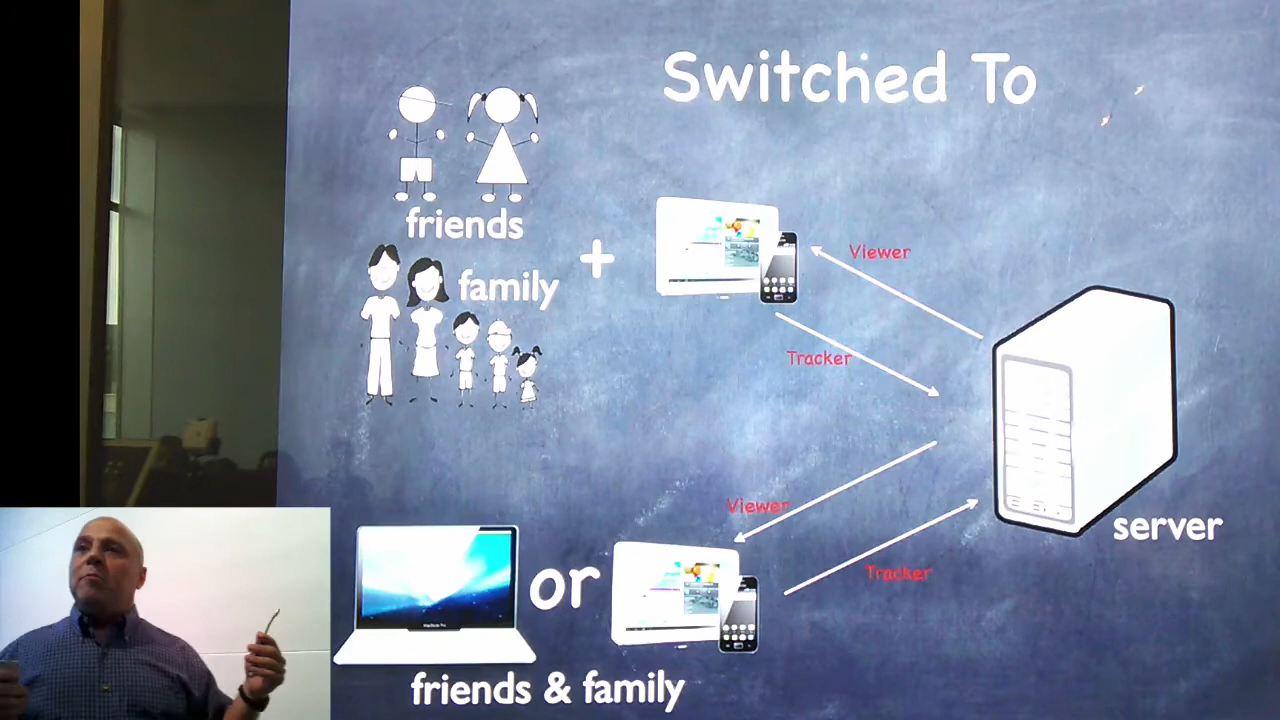 Switched To
friends
family
+
Viewer
Tracker
Viewer
Tracker
server
or
friends & family